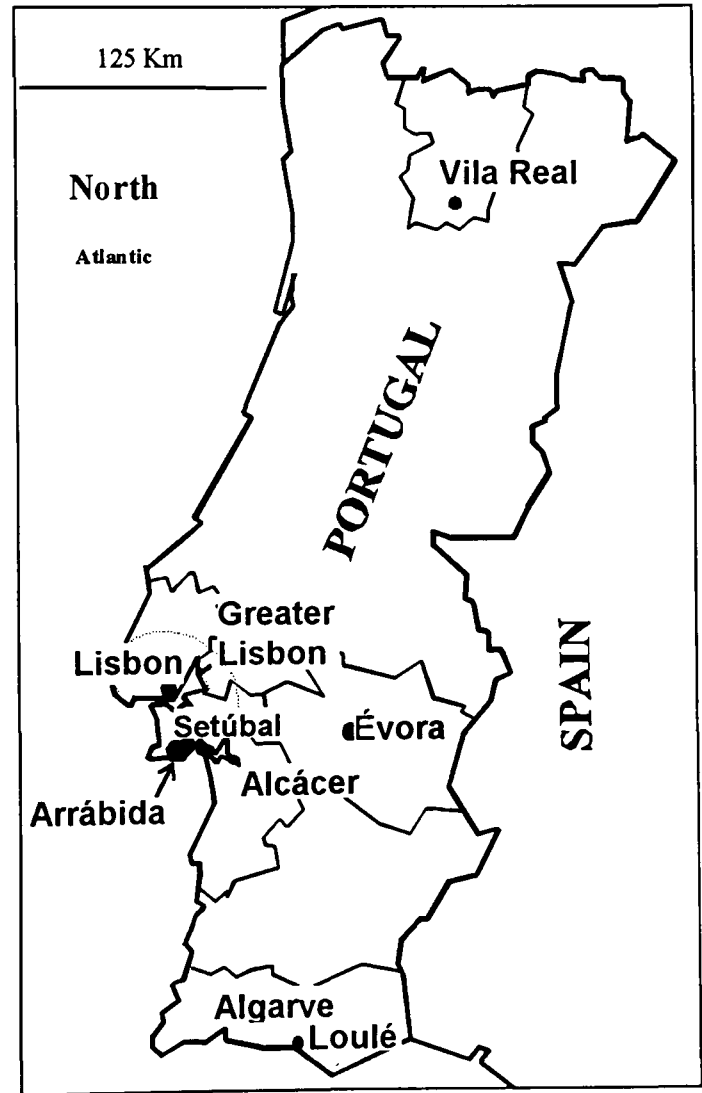 125 Km
North
Atlantic
Vila Real
PORTUGAL
SPAIN
Greater
Lisbon
Lisbon
Setúbal
Évora
Alcácer
Arrábida
Algarve
Loulé